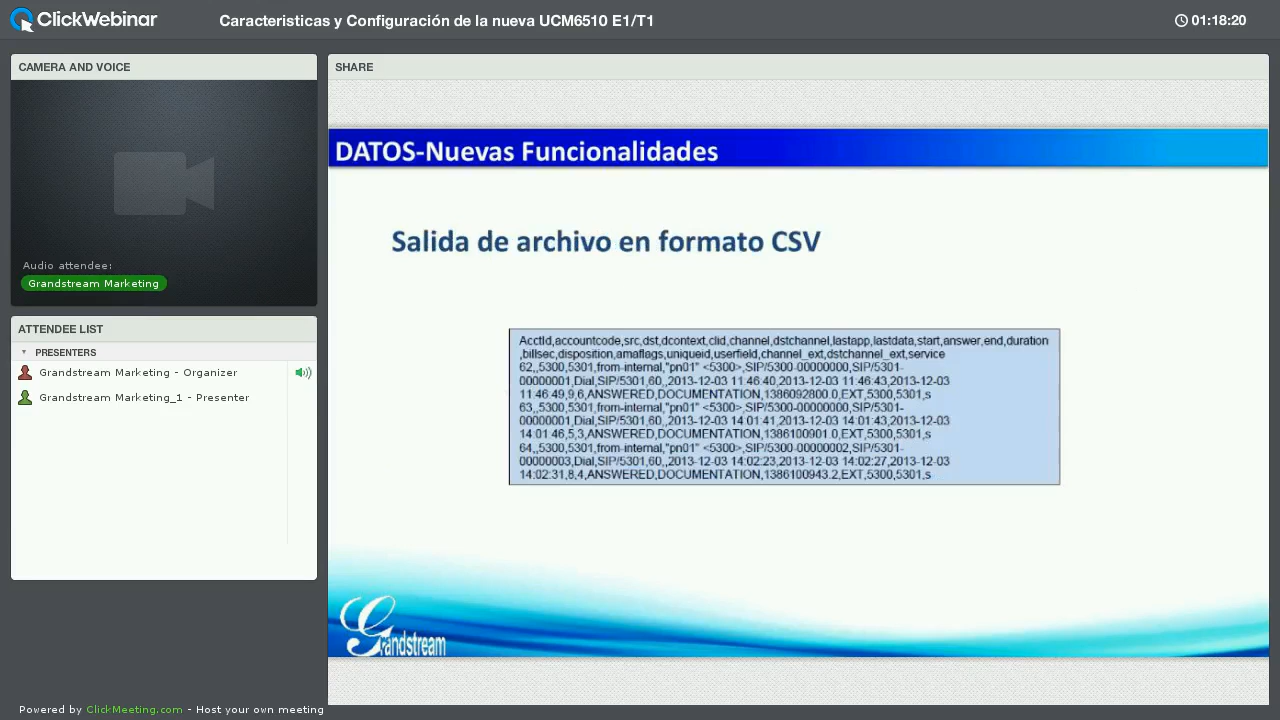 ClickWebinar
Caracteristicas y Configuración de la nueva UCM6510 E1/T1
01:18:20
CAMERA AND VOICE
Audio attendee:
Grandstream Marketing
ATTENDEE LIST
PRESENTERS
Grandstream Marketing - Organizer
Grandstream Marketing_1 - Presenter
SHARE
DATOS-Nuevas Funcionalidades
Salida de archivo en formato CSV
AcctId,accountcode,src,dst,dcontext,clid,channel,dstchannel,lastapp,lastdata,start,answer,end,duration
,billsec,disposition,amaflags,uniqueid,userfield,channel_ext,dstchannel_ext,service
62,,5300,5301,from-internal,"pn01" <5300>,SIP/5300-00000000,SIP/5301-
00000001,Dial,SIP/5301,60,,2013-12-03 11:46:40,2013-12-03 11:46:43,2013-12-03
11:46:49,9,6,ANSWERED,DOCUMENTATION,1386092800.0,EXT,5300,5301,s
63,,5300,5301,from-internal,"pn01" <5300>,SIP/5300-00000000,SIP/5301-
00000001,Dial,SIP/5301,60,,2013-12-03 14:01:41,2013-12-03 14:01:43,2013-12-03
14:01:46,5,3,ANSWERED,DOCUMENTATION,1386100901.0,EXT,5300,5301,s
64,,5300,5301,from-internal,"pn01" <5300>,SIP/5300-00000002,SIP/5301-
00000003,Dial,SIP/5301,60,,2013-12-03 14:02:23,2013-12-03 14:02:27,2013-12-03
14:02:31,8,4,ANSWERED,DOCUMENTATION,1386100943.2,EXT,5300,5301,s
Grandstream
Powered by ClickMeeting.com - Host your own meeting